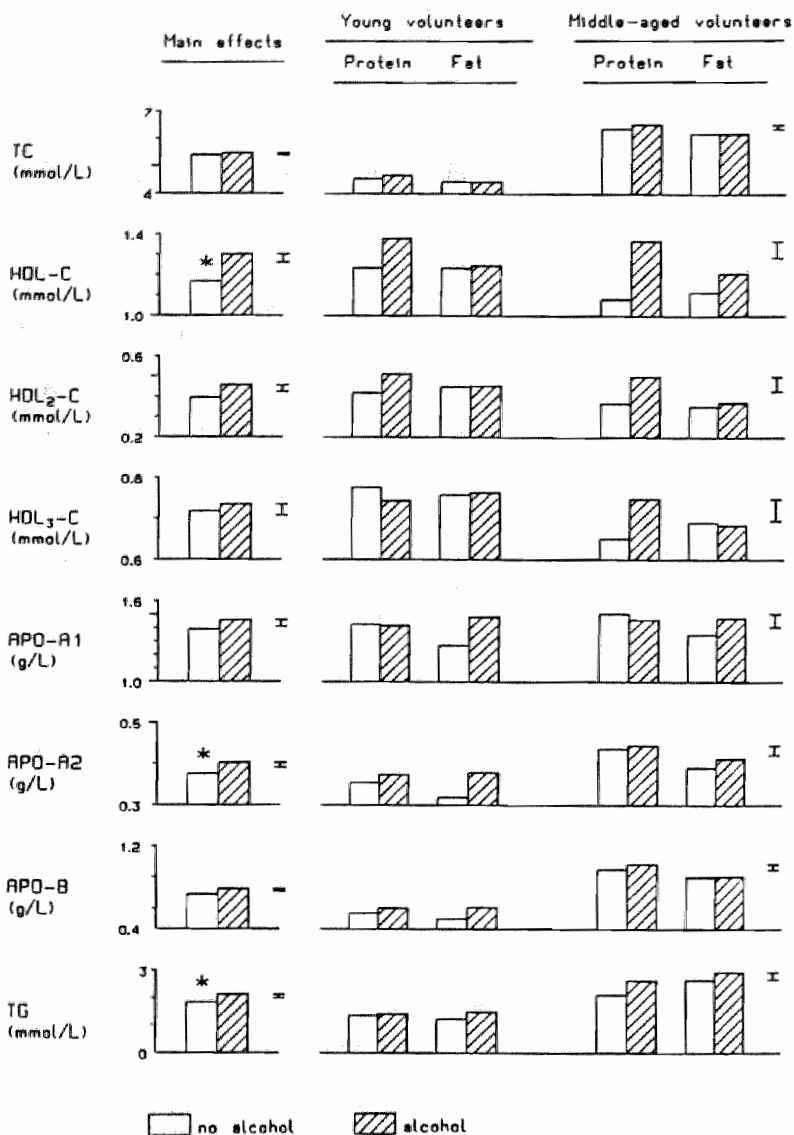 Young volunteers Middle-aged volunteers
Main effects
Protein Fat Protein Fat
7
TC
(mmol/L)
4
1.4
*
HDL-C
(mmol/L)
1.0
0.6
HDL₂-C
(mmol/L)
0.2
0.8
HDL₃-C
(mmol/L)
0.6
1.6
APO-A1
(g/L)
1.0
0.5
*
APO-A2
(g/L)
0.3
1.2
APO-B
(g/L)
0.4
3
*
TG
(mmol/L)
0
no alcohol alcohol